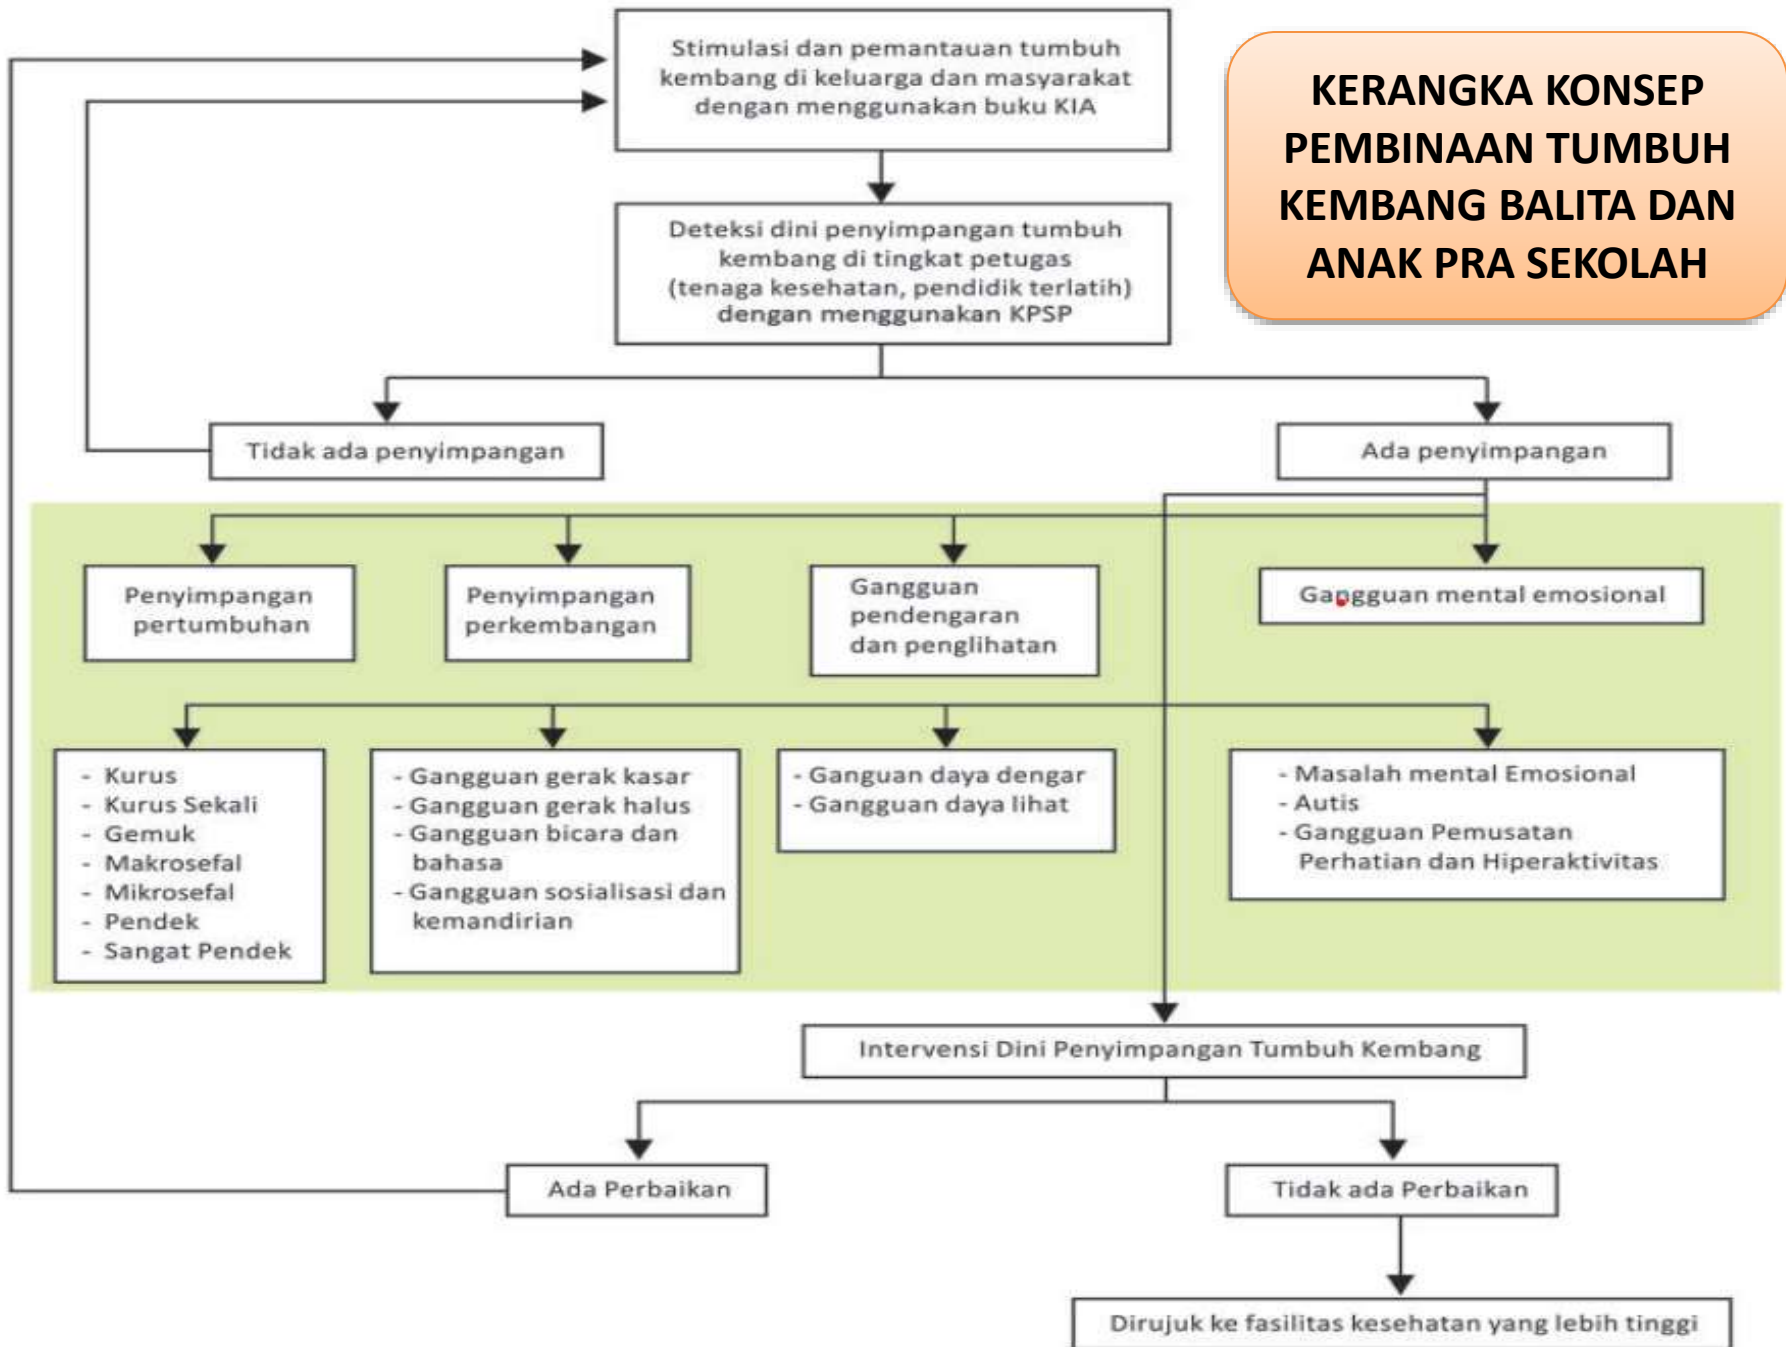 Stimulasi dan pemantauan tumbuh
kembang di keluarga dan masyarakat
dengan menggunakan buku KIA
KERANGKA KONSEP
PEMBINAAN TUMBUH
KEMBANG BALITA DAN
ANAK PRA SEKOLAH
Deteksi dini penyimpangan tumbuh
kembang di tingkat petugas
(tenaga kesehatan, pendidik terlatih)
dengan menggunakan KPSP
Tidak ada penyimpangan
Ada penyimpangan
Penyimpangan
pertumbuhan
Penyimpangan
perkembangan
Gangguan
pendengaran
dan penglihatan
Gangguan mental emosional
- Kurus
- Kurus Sekali
- Gemuk
- Makrosefal
- Mikrosefal
- Pendek
- Sangat Pendek
- Gangguan gerak kasar
- Gangguan gerak halus
- Gangguan bicara dan
bahasa
- Gangguan sosialisasi dan
kemandirian
- Ganguan daya dengar
- Gangguan daya lihat
- Masalah mental Emosional
- Autis
- Gangguan Pemusatan
Perhatian dan Hiperaktivitas
Intervensi Dini Penyimpangan Tumbuh Kembang
Ada Perbaikan
Tidak ada Perbaikan
Dirujuk ke fasilitas kesehatan yang lebih tinggi